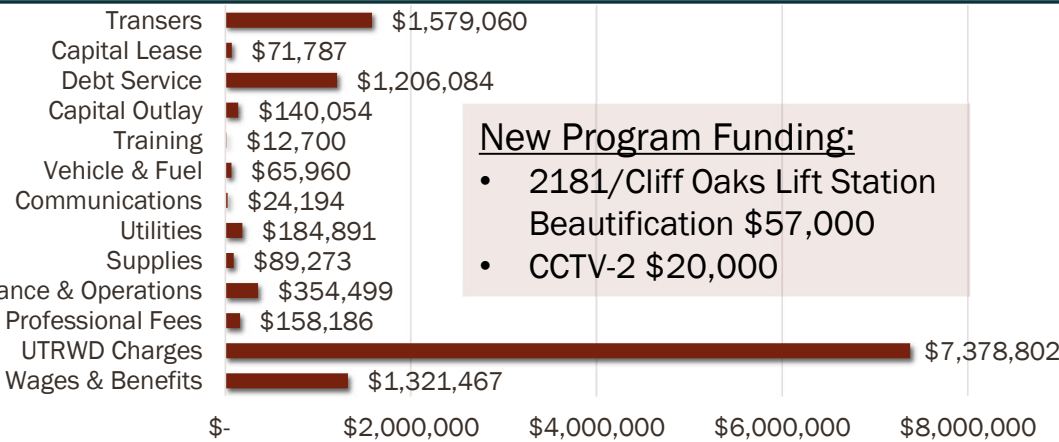 Transers $1,579,060
Capital Lease $71,787
Debt Service $1,206,084
Capital Outlay $140,054
Training $12,700
Vehicle & Fuel $65,960
Communications $24,194
Utilities $184,891
Supplies $89,273
ance & Operations $354,499
Professional Fees $158,186
UTRWD Charges $7,378,802
Wages & Benefits $1,321,467
$- $2,000,000 $4,000,000 $6,000,000 $8,000,000
New Program Funding:
• 2181/Cliff Oaks Lift Station
Beautification $57,000
• CCTV-2 $20,000